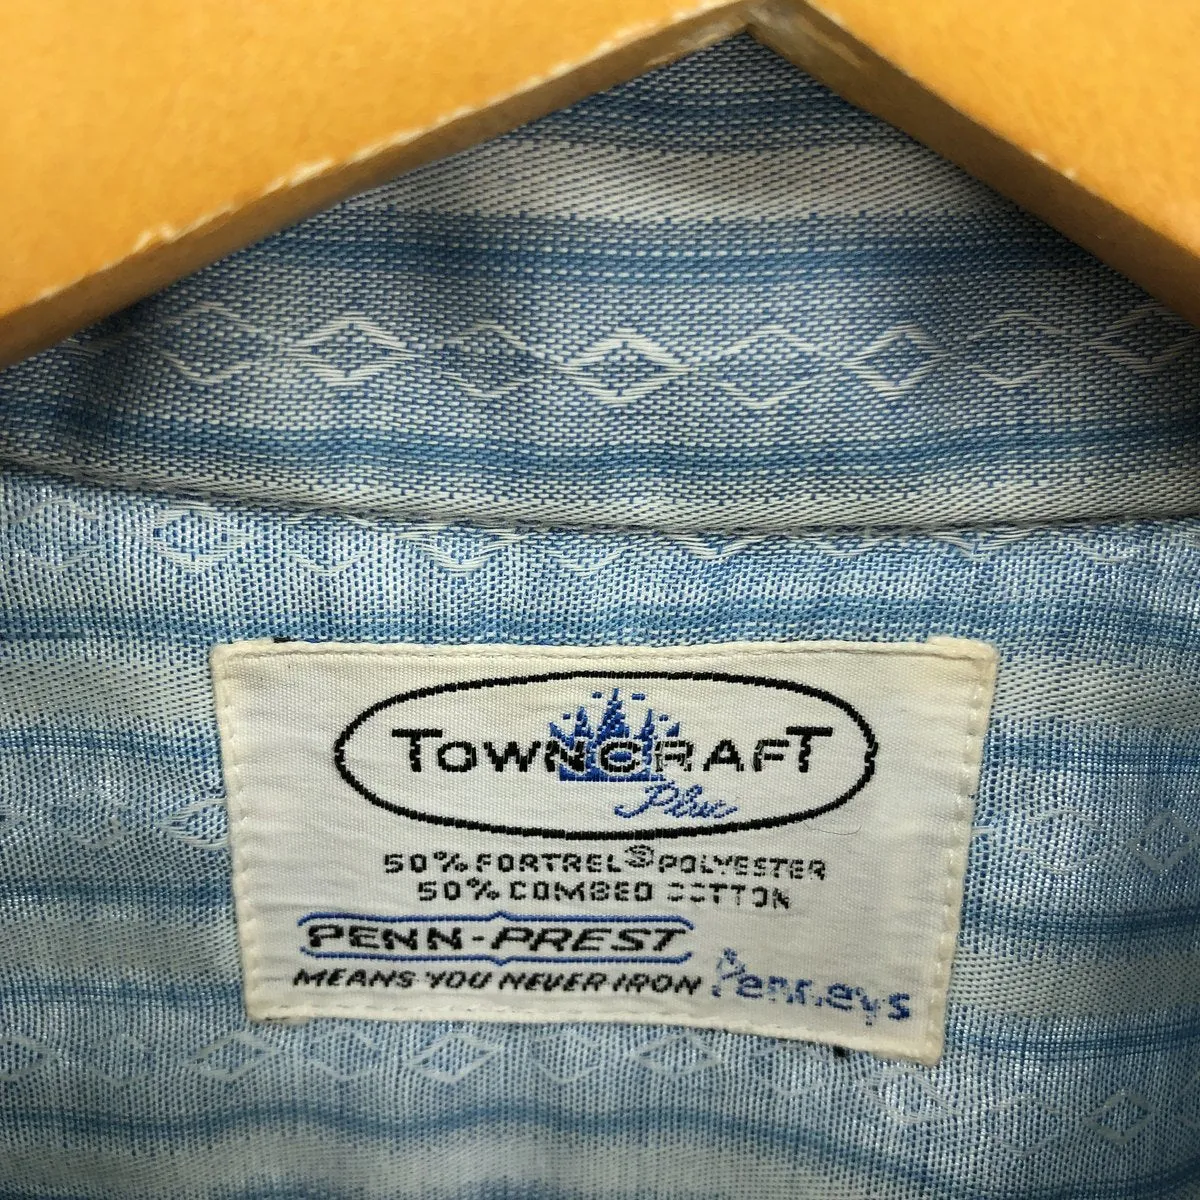 TOWNCRAFT
Plus
50% FORTREL® POLYESTER
50% COMBED COTTON
PENN-PREST
MEANS YOU NEVER IRON Penneys